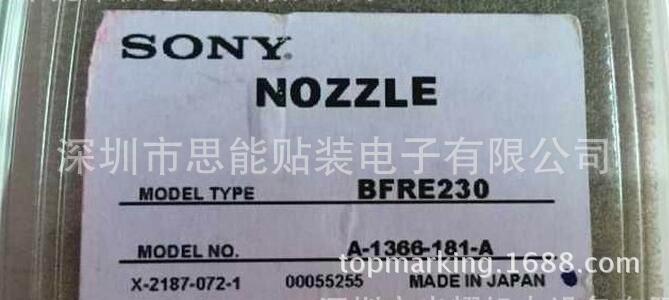 SONY
NOZZLE
深圳市思能贴装电子有限公司
MODEL TYPE BFRE230
MODEL NO. A-1366-181-A
topmarking.1688.com
X-2187-072-1 00055255 MADE IN JAPAN